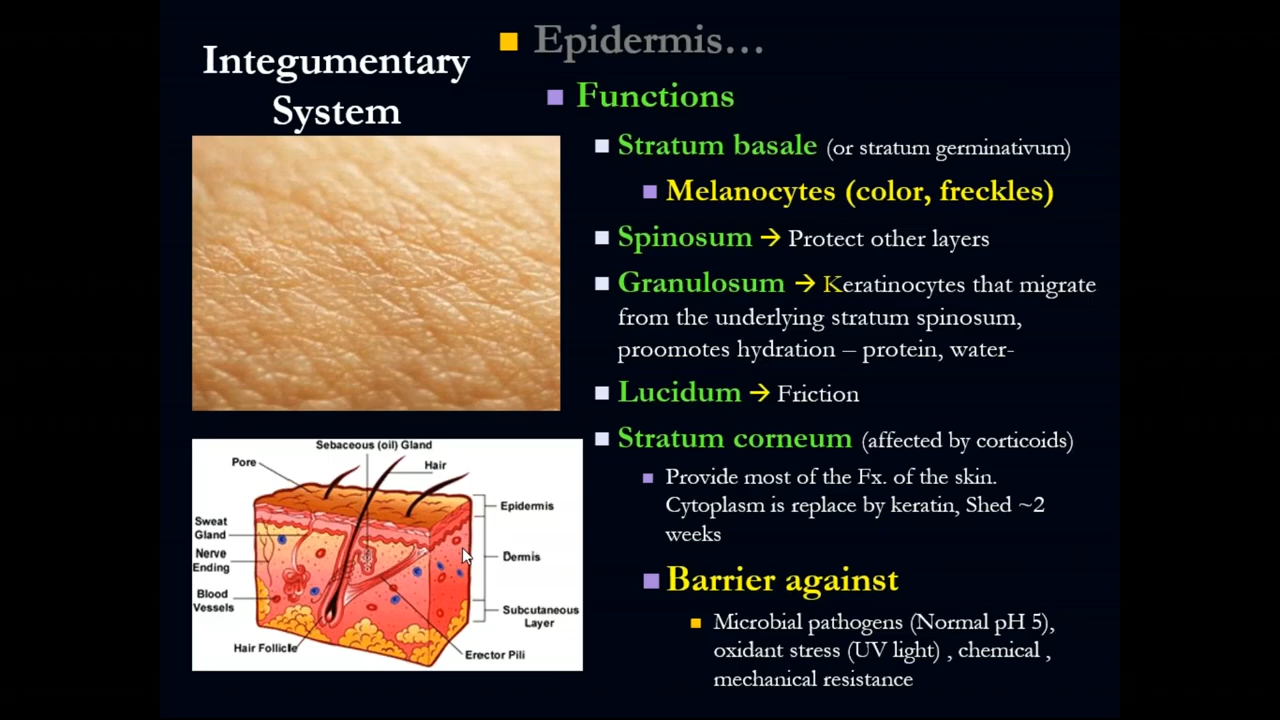 Integumentary
System
Epidermis…
Functions
Stratum basale (or stratum germinativum)
Melanocytes (color, freckles)
Spinosum → Protect other layers
Granulosum → Keratinocytes that migrate
from the underlying stratum spinosum,
proomotes hydration – protein, water-
Lucidum → Friction
Stratum corneum (affected by corticoids)
Provide most of the Fx. of the skin.
Cytoplasm is replace by keratin, Shed ~2
weeks
Barrier against
Microbial pathogens (Normal pH 5),
oxidant stress (UV light) , chemical ,
mechanical resistance
Sebaceous (oil) Gland
Pore
Hair
Epidermis
Sweat
Gland
Nerve
Ending
Dermis
Blood
Vessels
Subcutaneous
Layer
Hair Follicle
Erector Pili